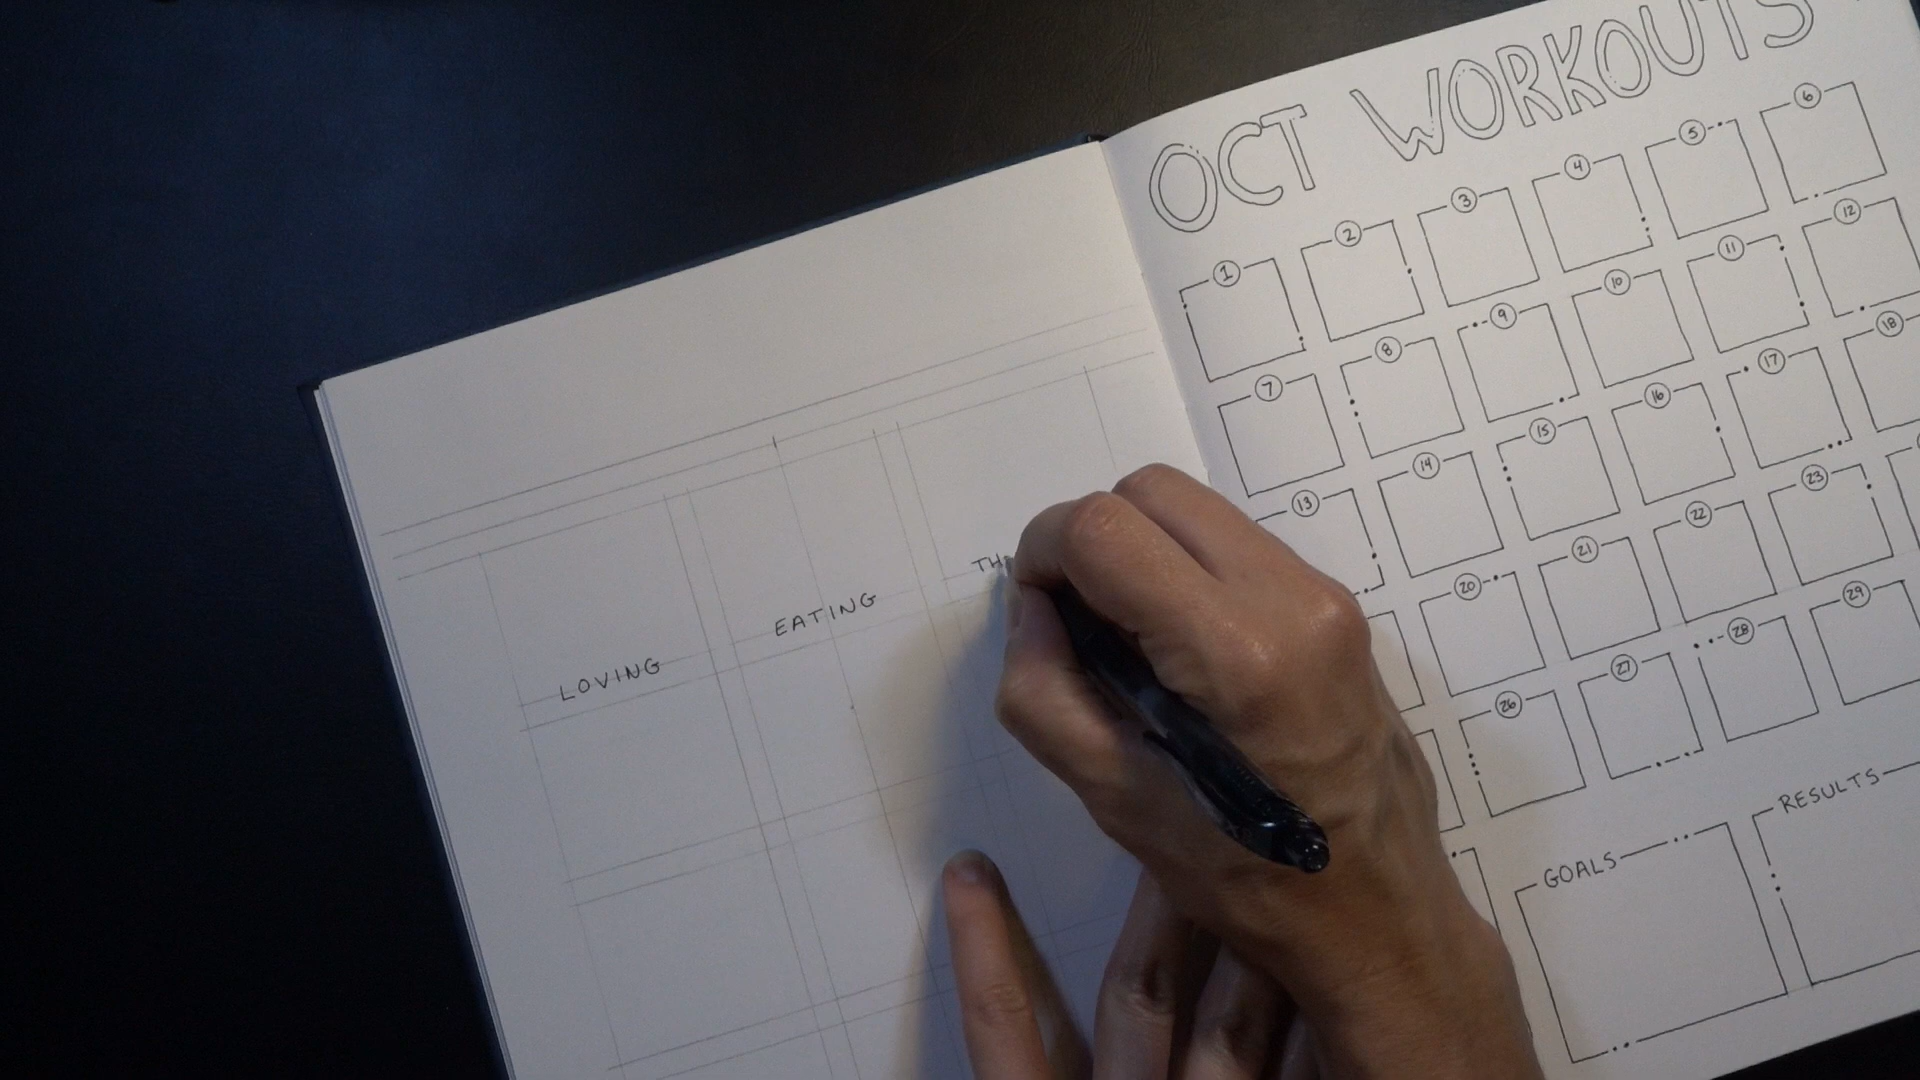 LOVING
EATING
TH
OCT WORKOUTS
1 2 3 4 5 6
7 8 9 10 11 12
13 14 15 16 17 18
20 21 22 23
26 27 28 29
GOALS
RESULTS